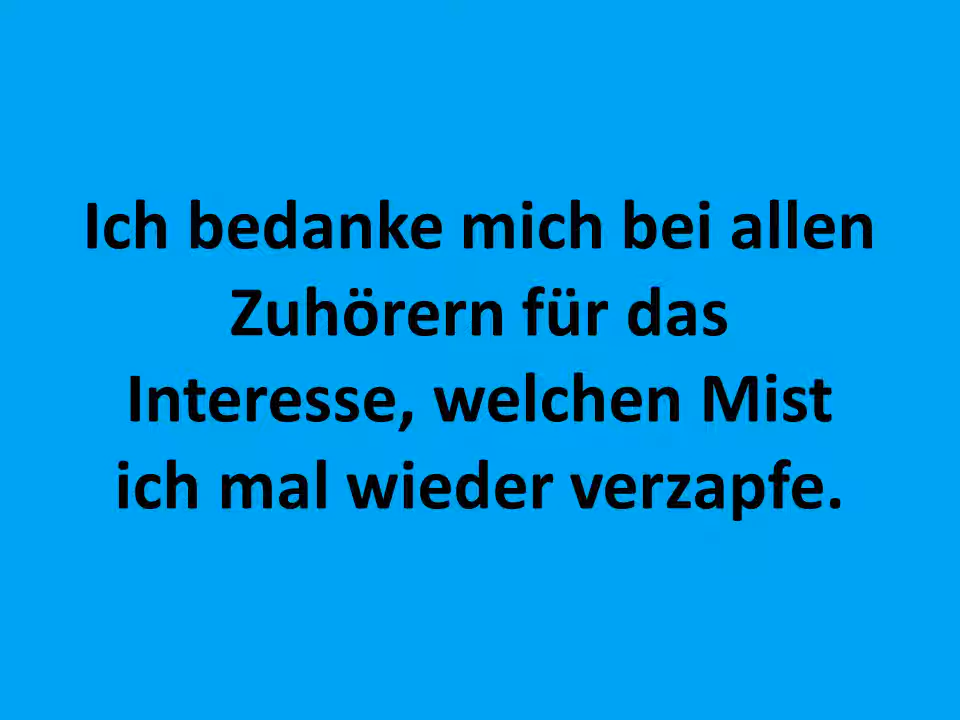 Ich bedanke mich bei allen
Zuhörern für das
Interesse, welchen Mist
ich mal wieder verzapfe.